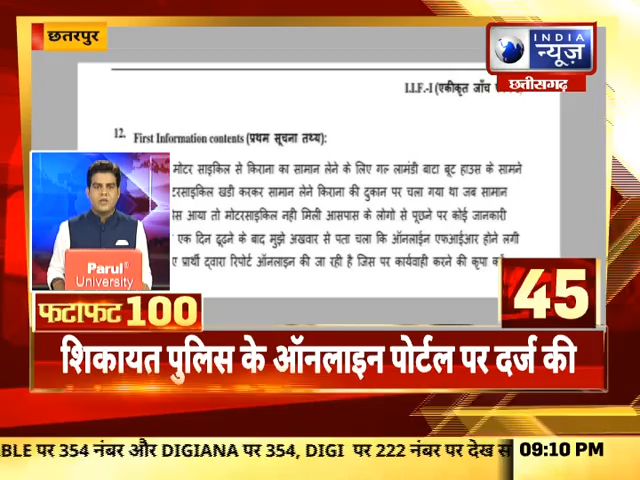 छतरपुर
INDIA
न्यूज़
छत्तीसगढ़
I.I.F.-I (एकीकृत जाँच
12. First Information contents (प्रथम सूचना तथ्य):
मोटर साइकिल से किराना का सामान लेने के लिए गल्ला मंडी बाटा बूट हाउस के सामने
टरसाइकिल खडी करकर सामान लेने किराना की दुकान पर चला गया था जब सामान
स आया तो मोटरसाइकिल नही मिली आसपास के लोगो से पूछने पर कोई जानकारी
एक दिन ढूढने के बाद मुझे अखवार से पता चला कि ऑनलाईन एफआईआर होने लगी
ए प्रार्थी द्वारा रिपोर्ट ऑनलाइन की जा रही है जिस पर कार्यवाही करने की कृपा
Parul
University
फटाफट 100
45
शिकायत पुलिस के ऑनलाइन पोर्टल पर दर्ज की
BLE पर 354 नंबर और DIGIANA पर 354, DIGI पर 222 नंबर पर देख स
09:10 PM